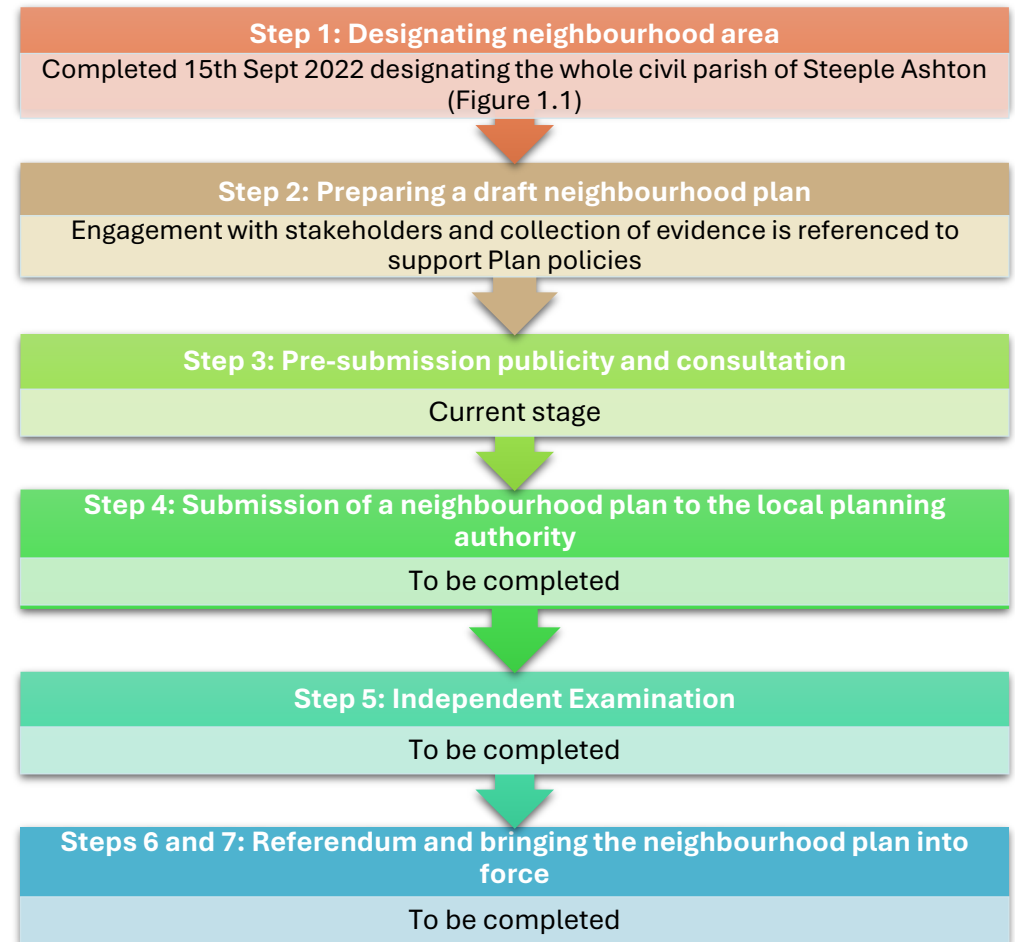 Step 1: Designating neighbourhood area
Completed 15th Sept 2022 designating the whole civil parish of Steeple Ashton
(Figure 1.1)
Step 2: Preparing a draft neighbourhood plan
Engagement with stakeholders and collection of evidence is referenced to
support Plan policies
Step 3: Pre-submission publicity and consultation
Current stage
Step 4: Submission of a neighbourhood plan to the local planning
authority
To be completed
Step 5: Independent Examination
To be completed
Steps 6 and 7: Referendum and bringing the neighbourhood plan into
force
To be completed